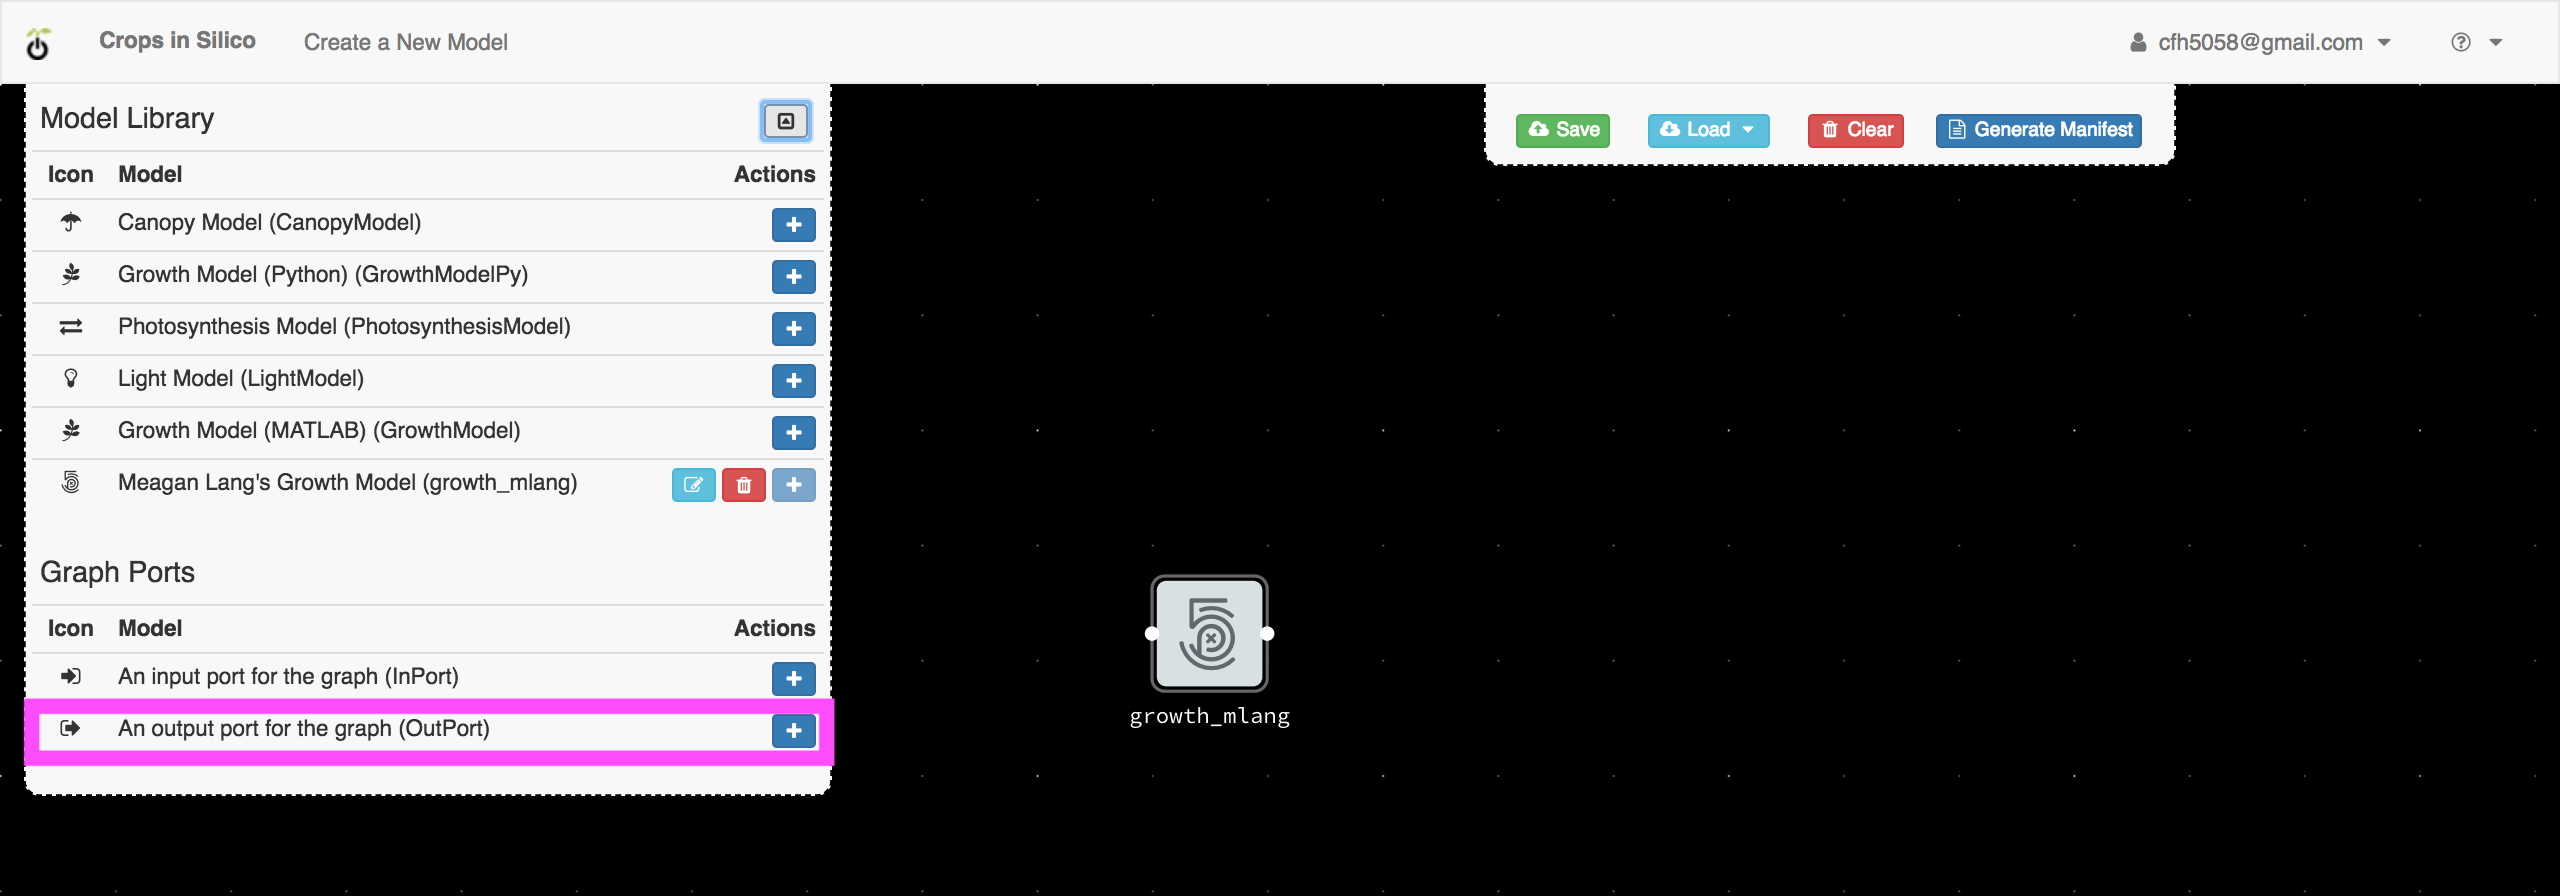 Crops in Silico Create a New Model cfh5058@gmail.com
Model Library
Save Load Clear Generate Manifest
Icon Model Actions
Canopy Model (CanopyModel)
Growth Model (Python) (GrowthModelPy)
Photosynthesis Model (PhotosynthesisModel)
Light Model (LightModel)
Growth Model (MATLAB) (GrowthModel)
Meagan Lang's Growth Model (growth_mlang)
Graph Ports
Icon Model Actions
An input port for the graph (InPort)
An output port for the graph (OutPort)
growth_mlang